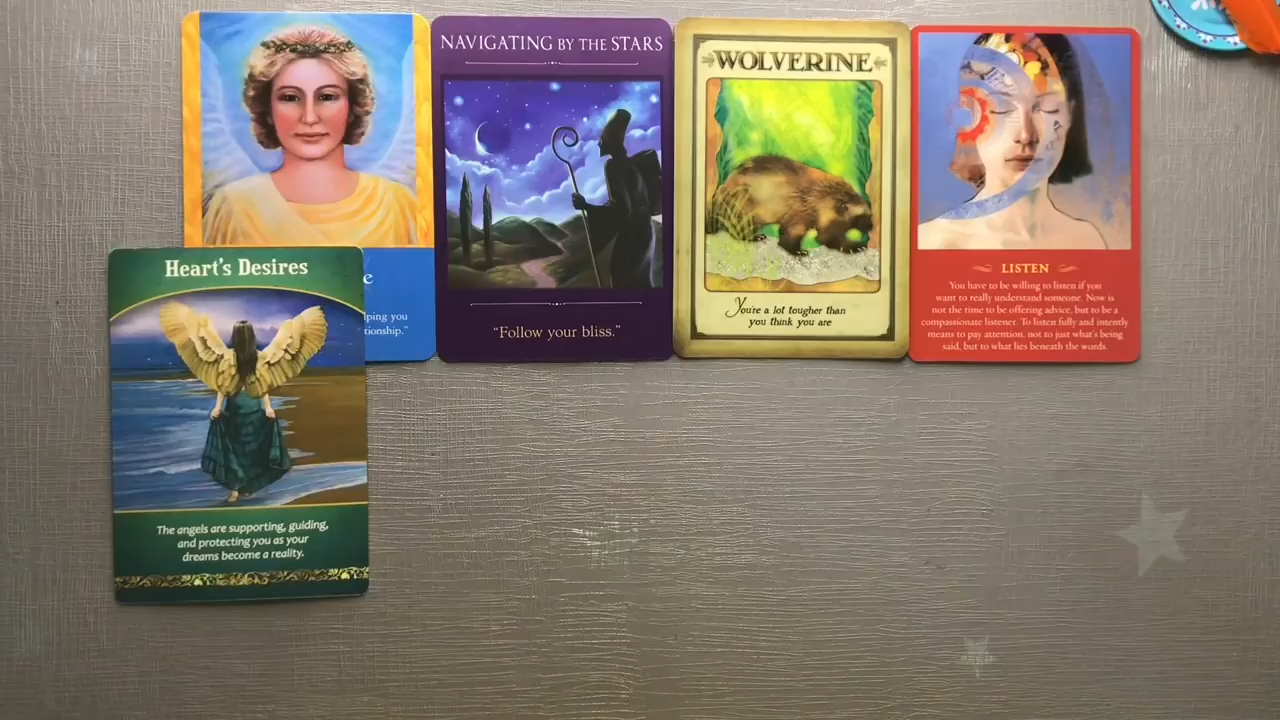 e
lping you
tionship."
NAVIGATING BY THE STARS
"Follow your bliss."
WOLVERINE
You're a lot tougher than
you think you are
LISTEN
You have to be willing to listen if you
want to really understand someone. Now is
not the time to be offering advice, but to be a
compassionate listener. To listen fully and intently
means to pay attention, not to just what's being
said, but to what lies beneath the words.
Heart's Desires
The angels are supporting, guiding,
and protecting you as your
dreams become a reality.